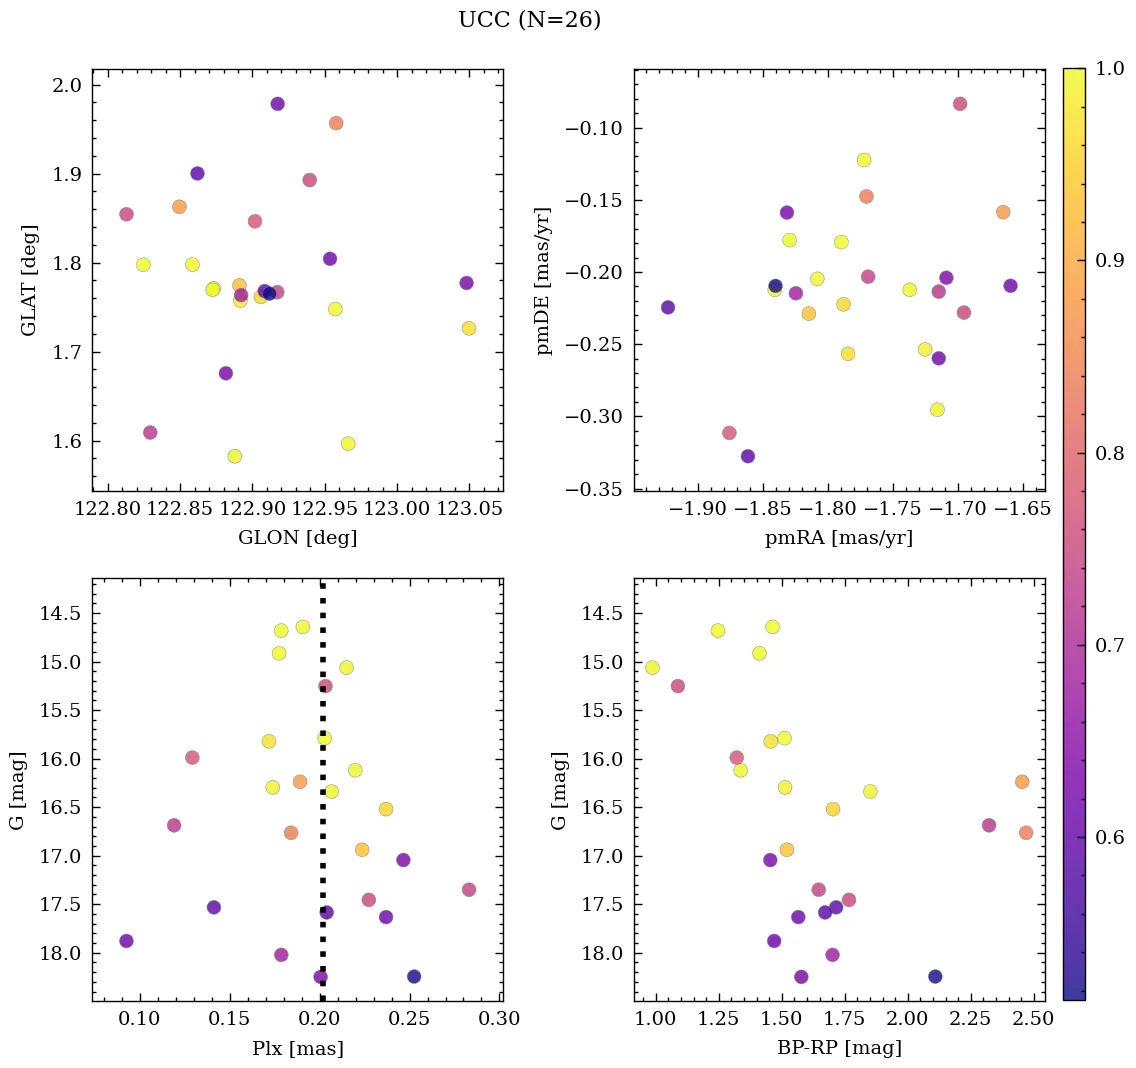 UCC (N=26)
2.0
1.9
1.8
1.7
1.6
GLAT [deg]
122.80 122.85 122.90 122.95 123.00 123.05
GLON [deg]
−0.10
−0.15
−0.20
−0.25
−0.30
−0.35
pmDE [mas/yr]
−1.90 −1.85 −1.80 −1.75 −1.70 −1.65
pmRA [mas/yr]
14.5
15.0
15.5
16.0
16.5
17.0
17.5
18.0
G [mag]
0.10 0.15 0.20 0.25 0.30
Plx [mas]
14.5
15.0
15.5
16.0
16.5
17.0
17.5
18.0
G [mag]
1.00 1.25 1.50 1.75 2.00 2.25 2.50
BP-RP [mag]
1.0
0.9
0.8
0.7
0.6